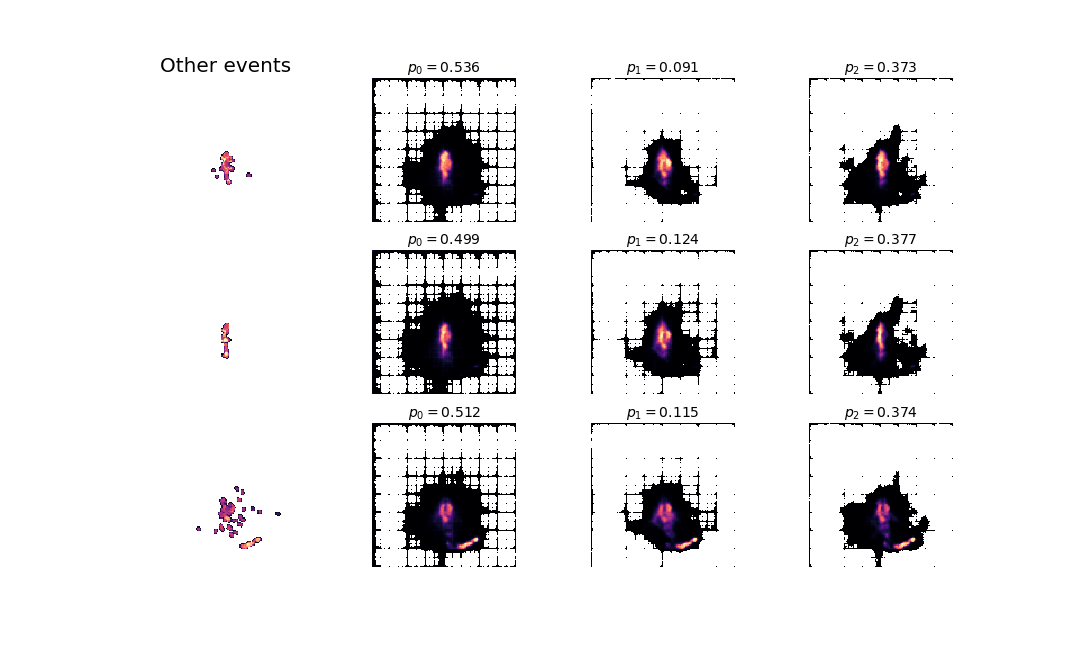 Other events
p₀ = 0.536
p₁ = 0.091
p₂ = 0.373
p₀ = 0.499
p₁ = 0.124
p₂ = 0.377
p₀ = 0.512
p₁ = 0.115
p₂ = 0.374